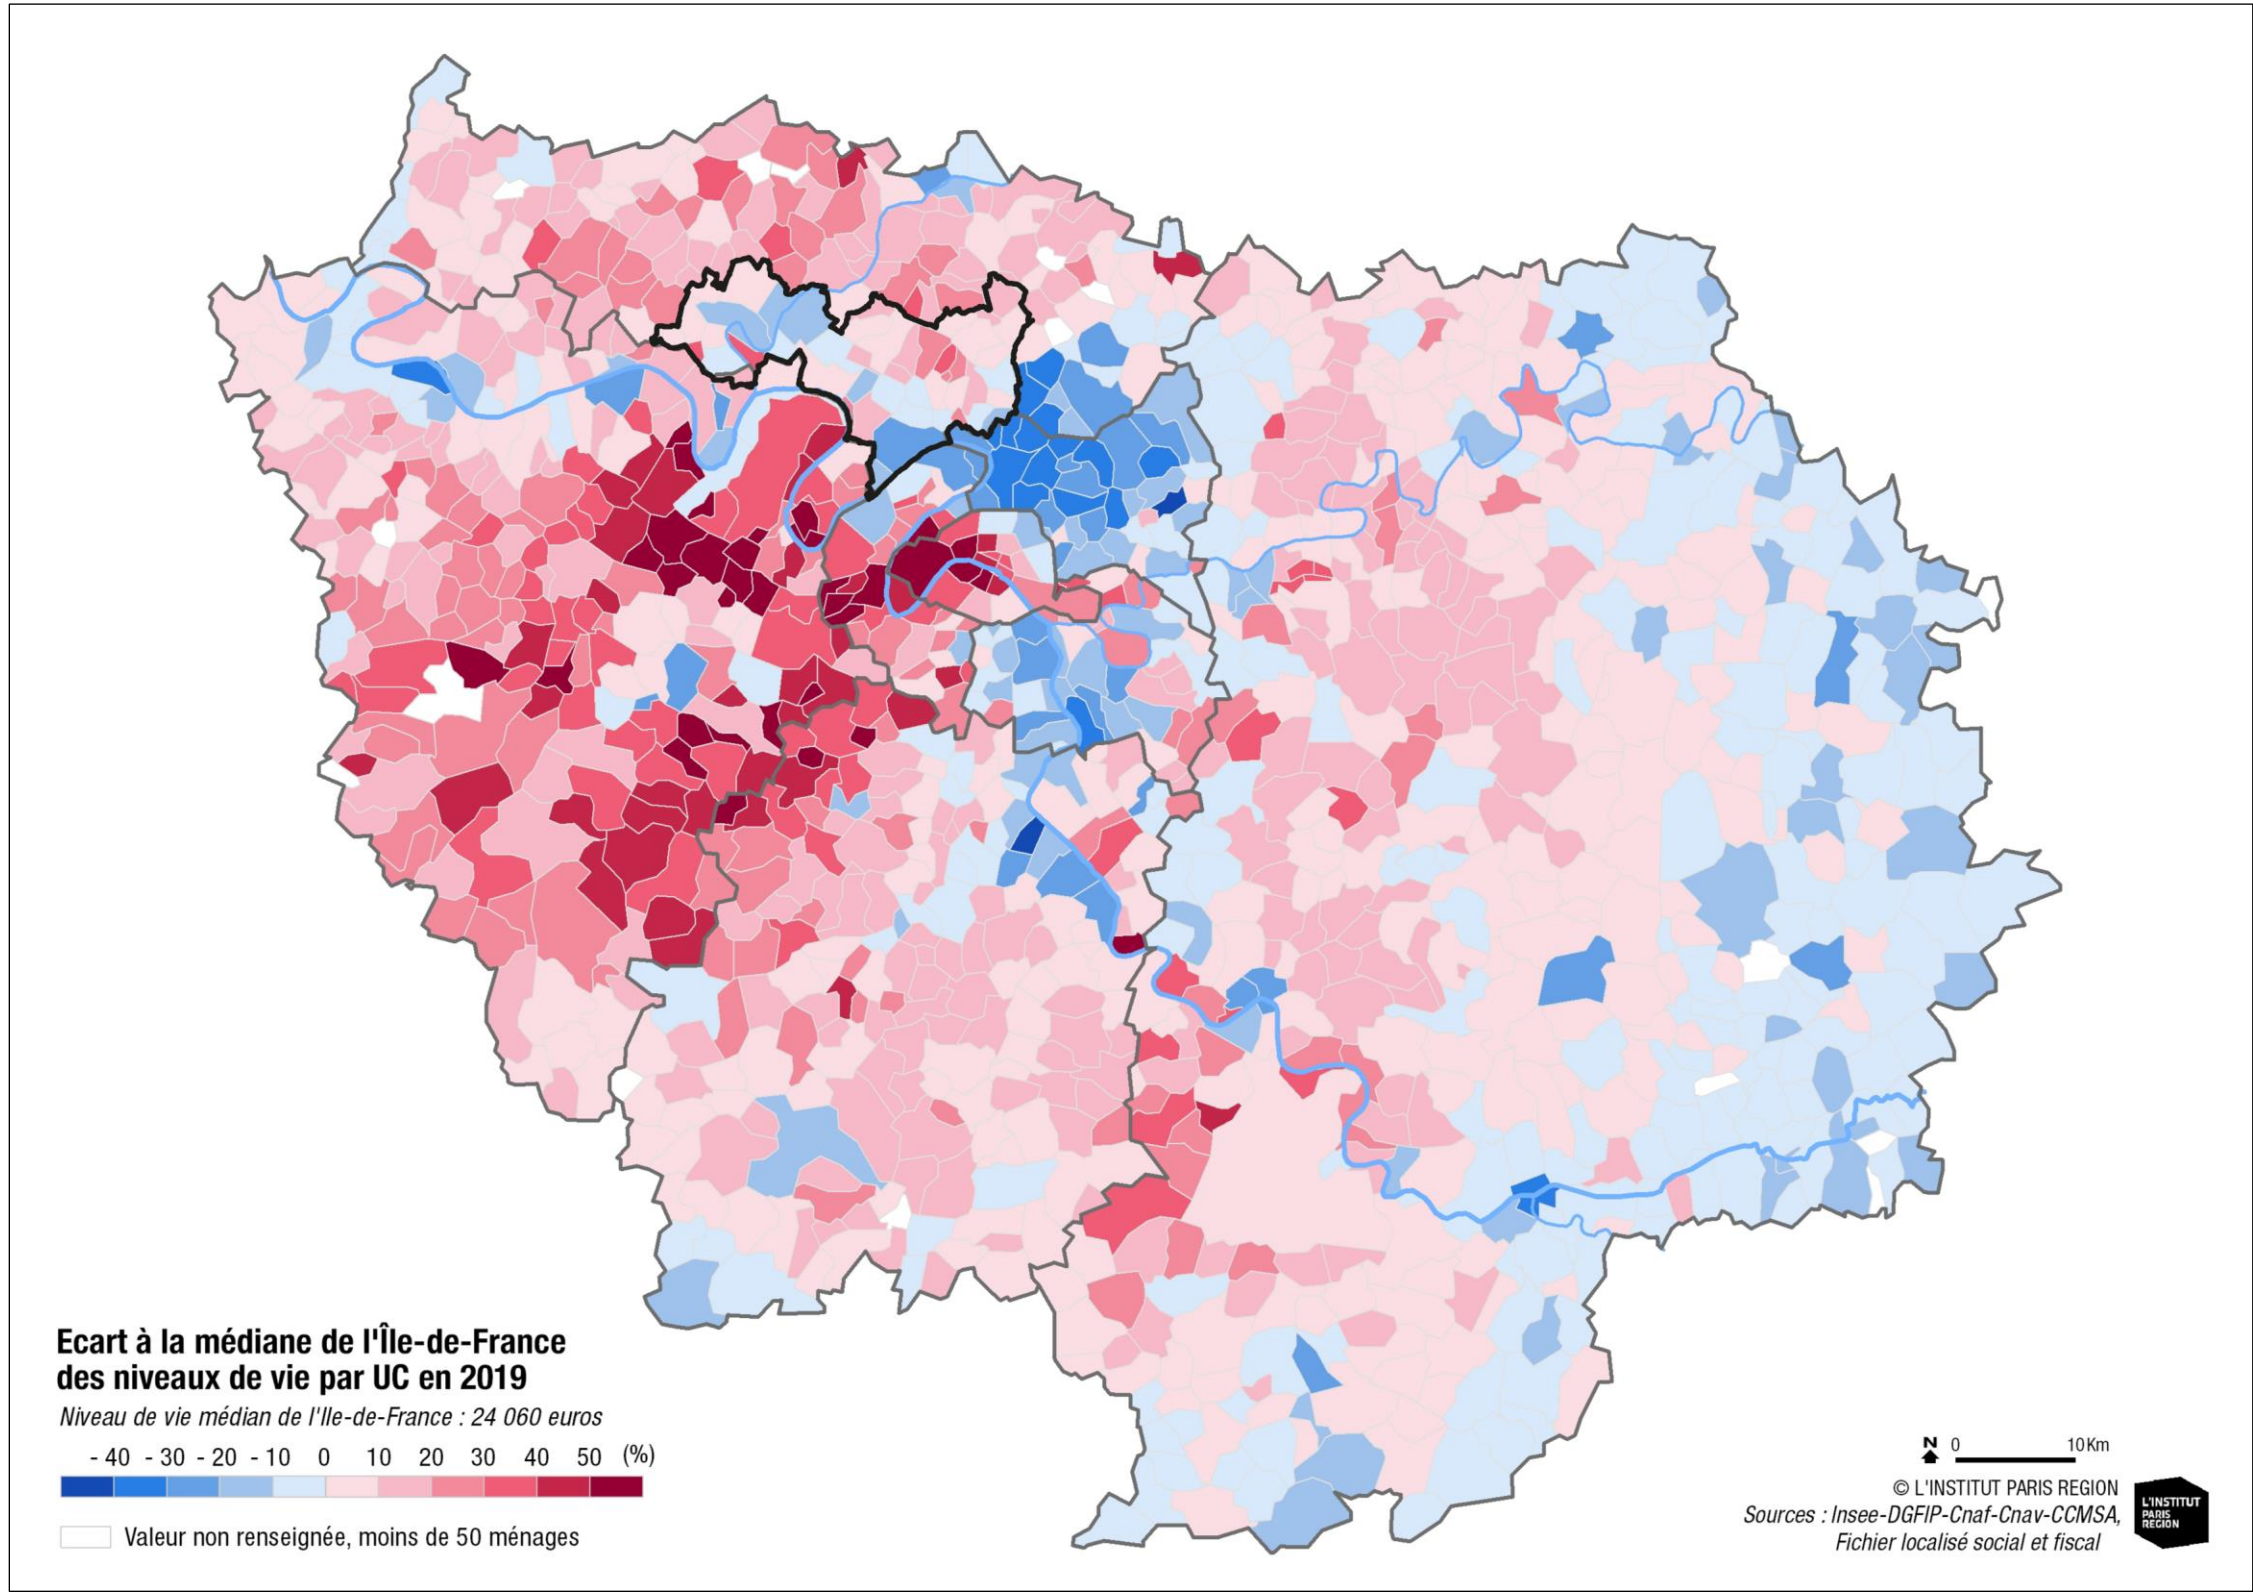 Ecart à la médiane de l'Île-de-France
des niveaux de vie par UC en 2019
Niveau de vie médian de l'Ile-de-France : 24 060 euros
- 40 - 30 - 20 - 10 0 10 20 30 40 50 (%)
Valeur non renseignée, moins de 50 ménages
N 0 10 Km
© L'INSTITUT PARIS REGION
Sources : Insee-DGFIP-Cnaf-Cnav-CCMSA,
Fichier localisé social et fiscal
L'INSTITUT
PARIS
REGION